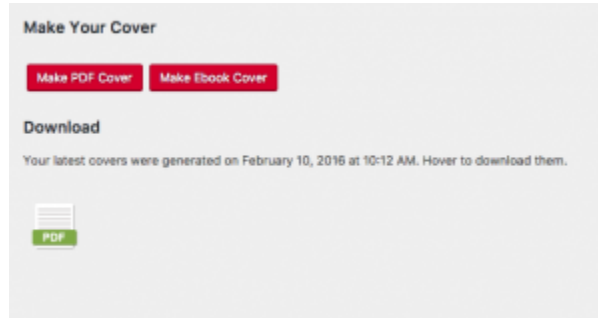 Make Your Cover
Make PDF Cover Make Ebook Cover
Download
Your latest covers were generated on February 10, 2016 at 10:12 AM. Hover to download them.
PDF